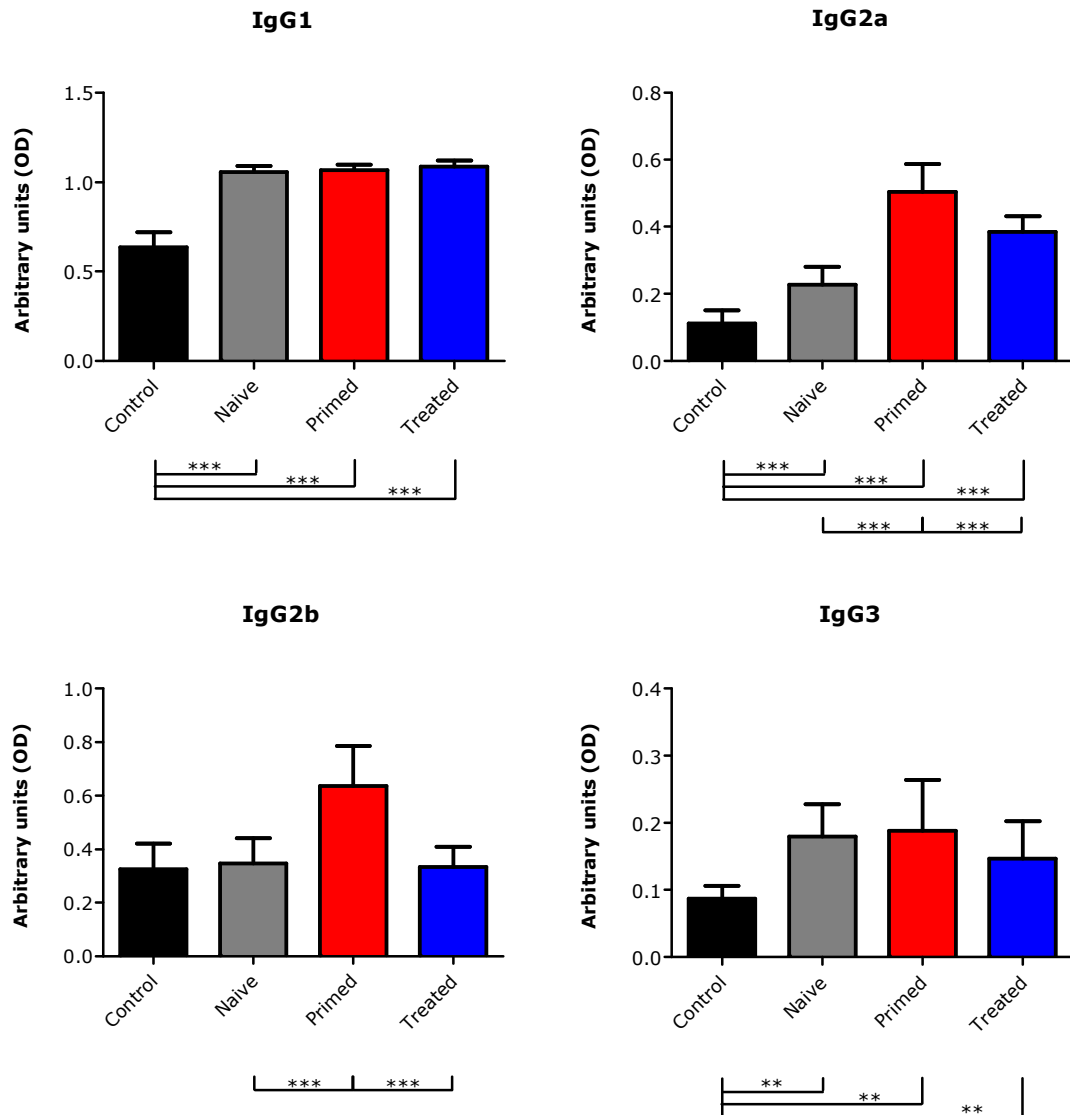 IgG1
Arbitrary units (OD)
1.5
1.0
0.5
0.0
Control
Naive
Primed
Treated
***
***
***
IgG2a
Arbitrary units (OD)
0.8
0.6
0.4
0.2
0.0
Control
Naive
Primed
Treated
***
***
***
*** ***
IgG2b
Arbitrary units (OD)
1.0
0.8
0.6
0.4
0.2
0.0
Control
Naive
Primed
Treated
*** ***
IgG3
Arbitrary units (OD)
0.4
0.3
0.2
0.1
0.0
Control
Naive
Primed
Treated
**
**
**